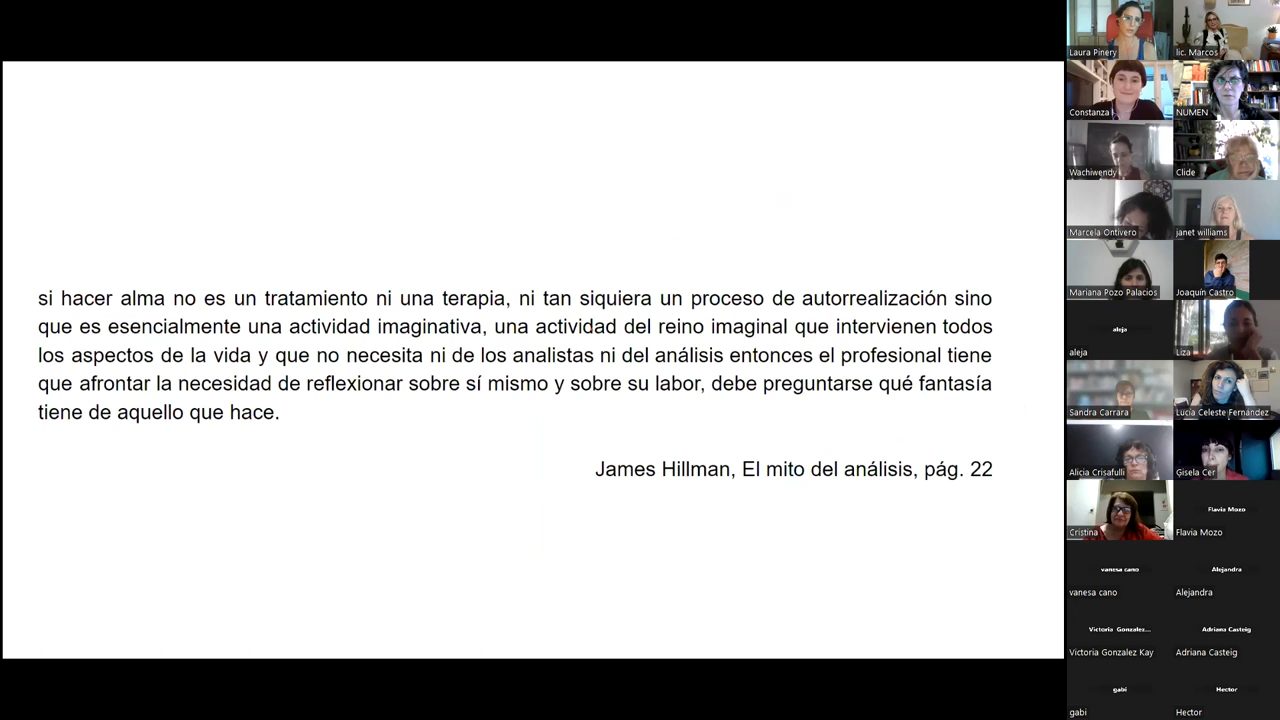 si hacer alma no es un tratamiento ni una terapia, ni tan siquiera un proceso de autorrealización sino
que es esencialmente una actividad imaginativa, una actividad del reino imaginal que intervienen todos
los aspectos de la vida y que no necesita ni de los analistas ni del análisis entonces el profesional tiene
que afrontar la necesidad de reflexionar sobre sí mismo y sobre su labor, debe preguntarse qué fantasía
tiene de aquello que hace.
James Hillman, El mito del análisis, pág. 22
Laura Pinery
lic. Marcos
Constanza
NUMEN
Wachiwendy
Clide
Marcela Ontivero
janet williams
Mariana Pozo Palacios
Joaquín Castro
aleja
aleja
Liza
Sandra Carrara
Lucía Celeste Fernández
Alicia Crisafulli
Gisela Cer
Cristina
Flavia Mozo
Flavia Mozo
vanesa cano
vanesa cano
Alejandra
Alejandra
Victoria Gonzalez...
Victoria Gonzalez Kay
Adriana Casteig
Adriana Casteig
gabi
gabi
Hector
Hector